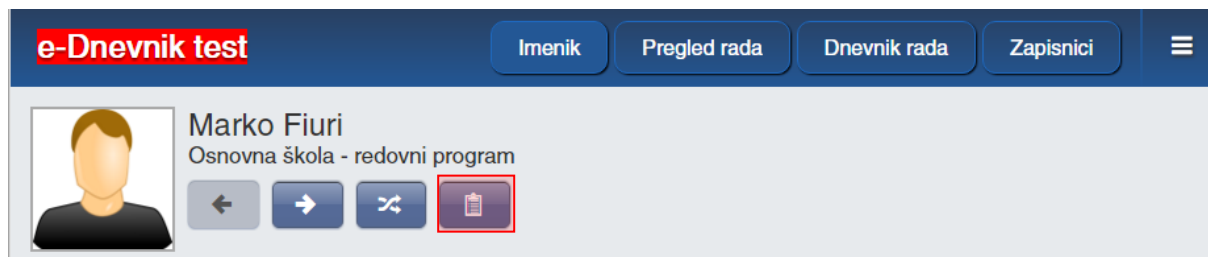 e-Dnevnik test
Imenik
Pregled rada
Dnevnik rada
Zapisnici
Marko Fiuri
Osnovna škola - redovni program